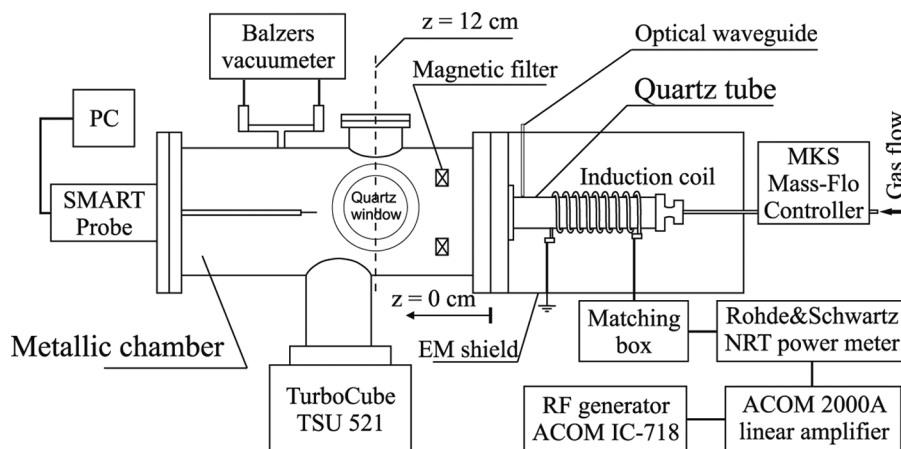 Balzers
vacuumeter
z = 12 cm
Optical waveguide
Magnetic filter
Quartz tube
PC
MKS
Mass-Flo
Controller
Gas flow
Induction coil
SMART
Probe
Quartz
window
z = 0 cm
Metallic chamber
EM shield
Matching
box
Rohde&Schwartz
NRT power meter
TurboCube
TSU 521
RF generator
ACOM IC-718
ACOM 2000A
linear amplifier